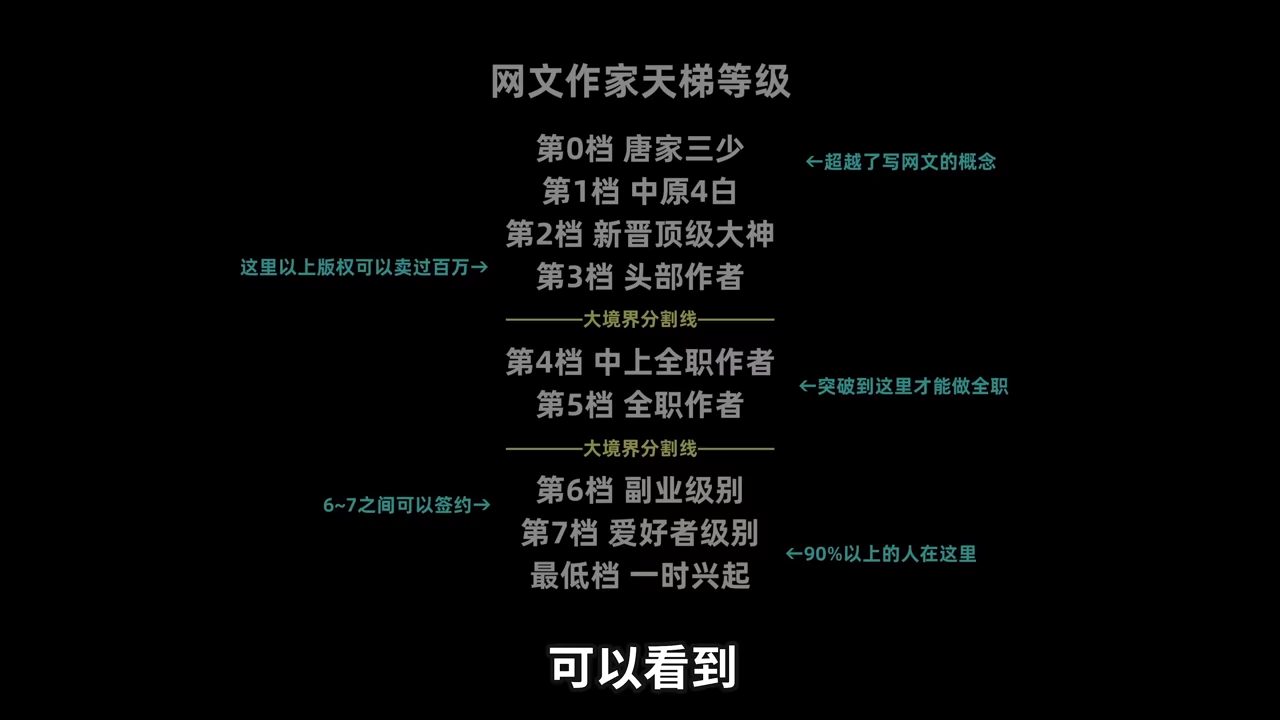 网文作家天梯等级
第0档 唐家三少
←超越了写网文的概念
第1档 中原4白
第2档 新晋顶级大神
这里以上版权可以卖过百万→
第3档 头部作者
————大境界分割线————
第4档 中上全职作者
←突破到这里才能做全职
第5档 全职作者
————大境界分割线————
第6档 副业级别
6~7之间可以签约→
第7档 爱好者级别
←90%以上的人在这里
最低档 一时兴起
可以看到